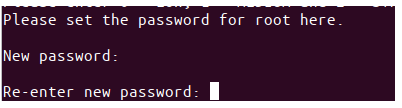 Please set the password for root here.
New password:
Re-enter new password: